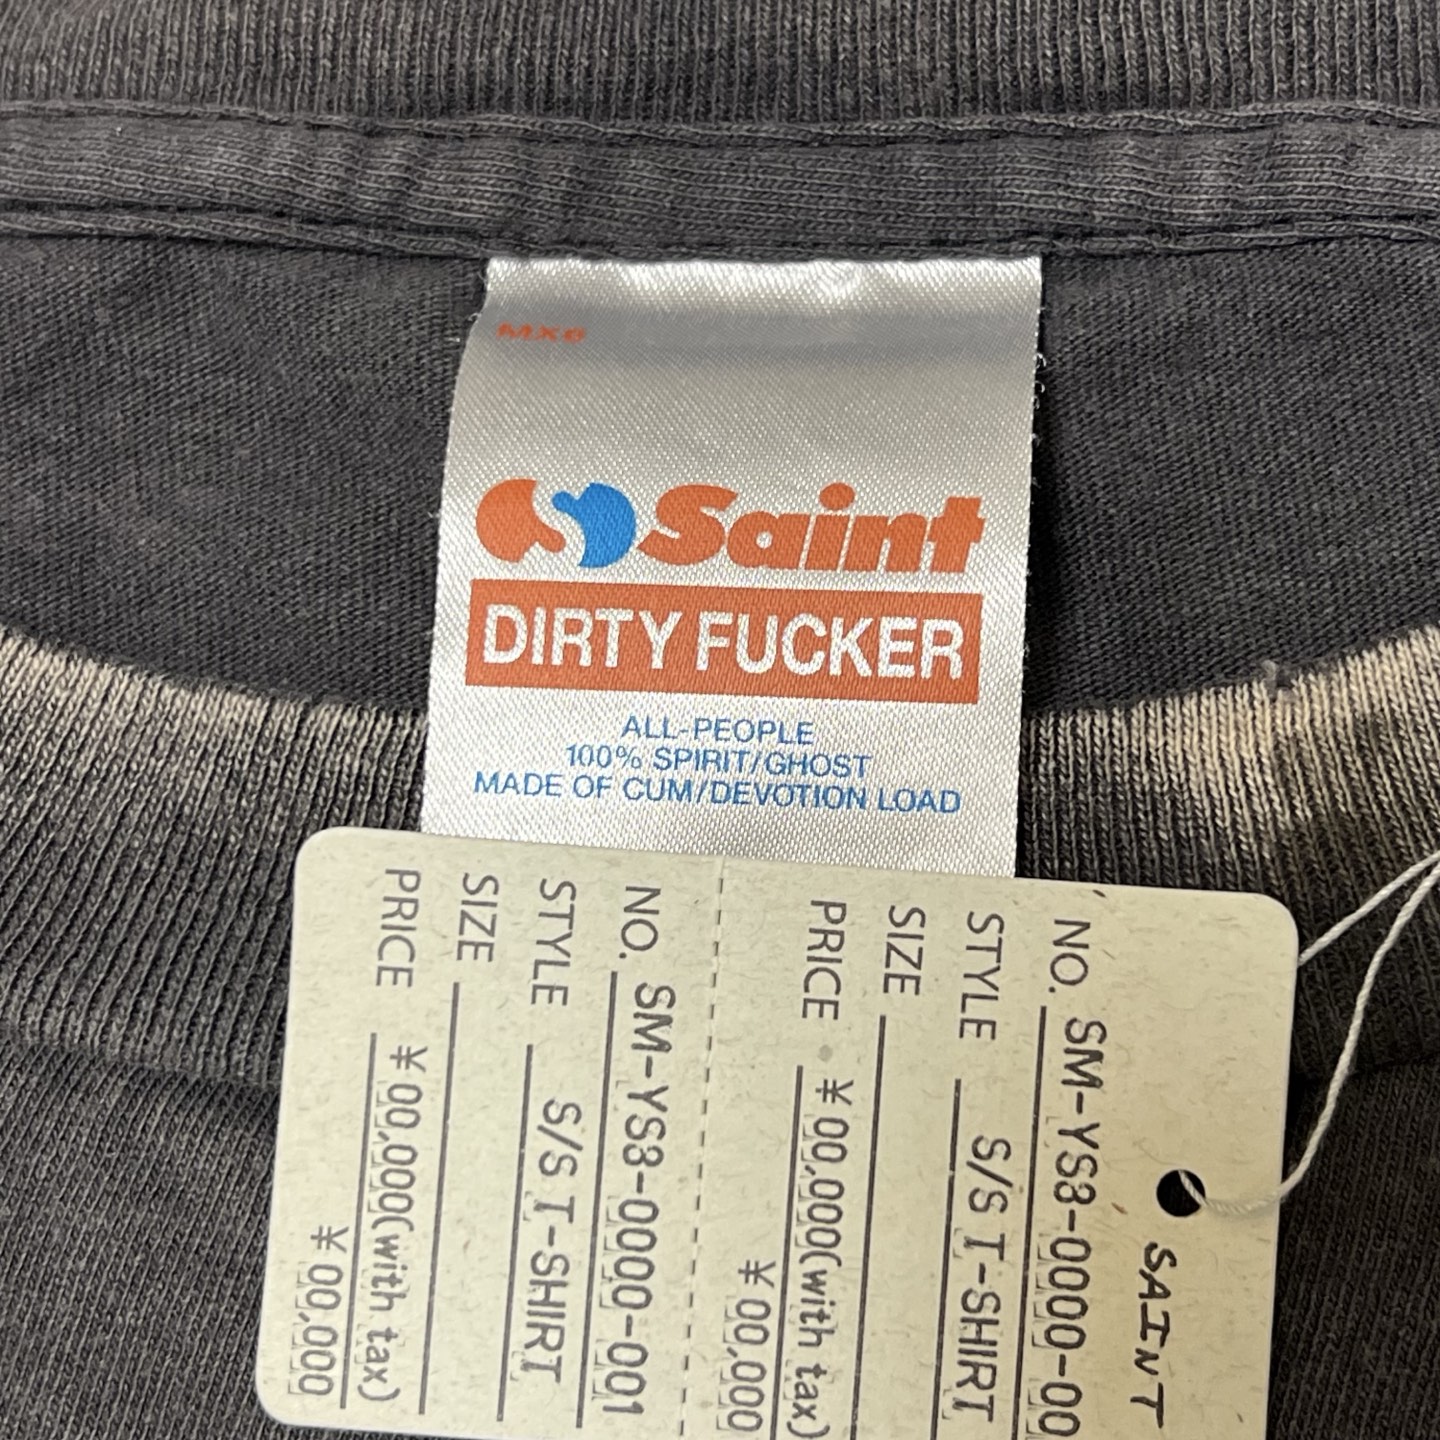 MX6
Saint
DIRTY FUCKER
ALL-PEOPLE
100% SPIRIT/GHOST
MADE OF CUM/DEVOTION LOAD
SAINT
NO. SM-YS8-0000-00
STYLE S/S T-SHIRT
SIZE
PRICE ¥00,000(with tax)
¥00,000
NO. SM-YS8-0000-001
STYLE S/S T-SHIRT
SIZE
PRICE ¥00,000(with tax)
¥00,000